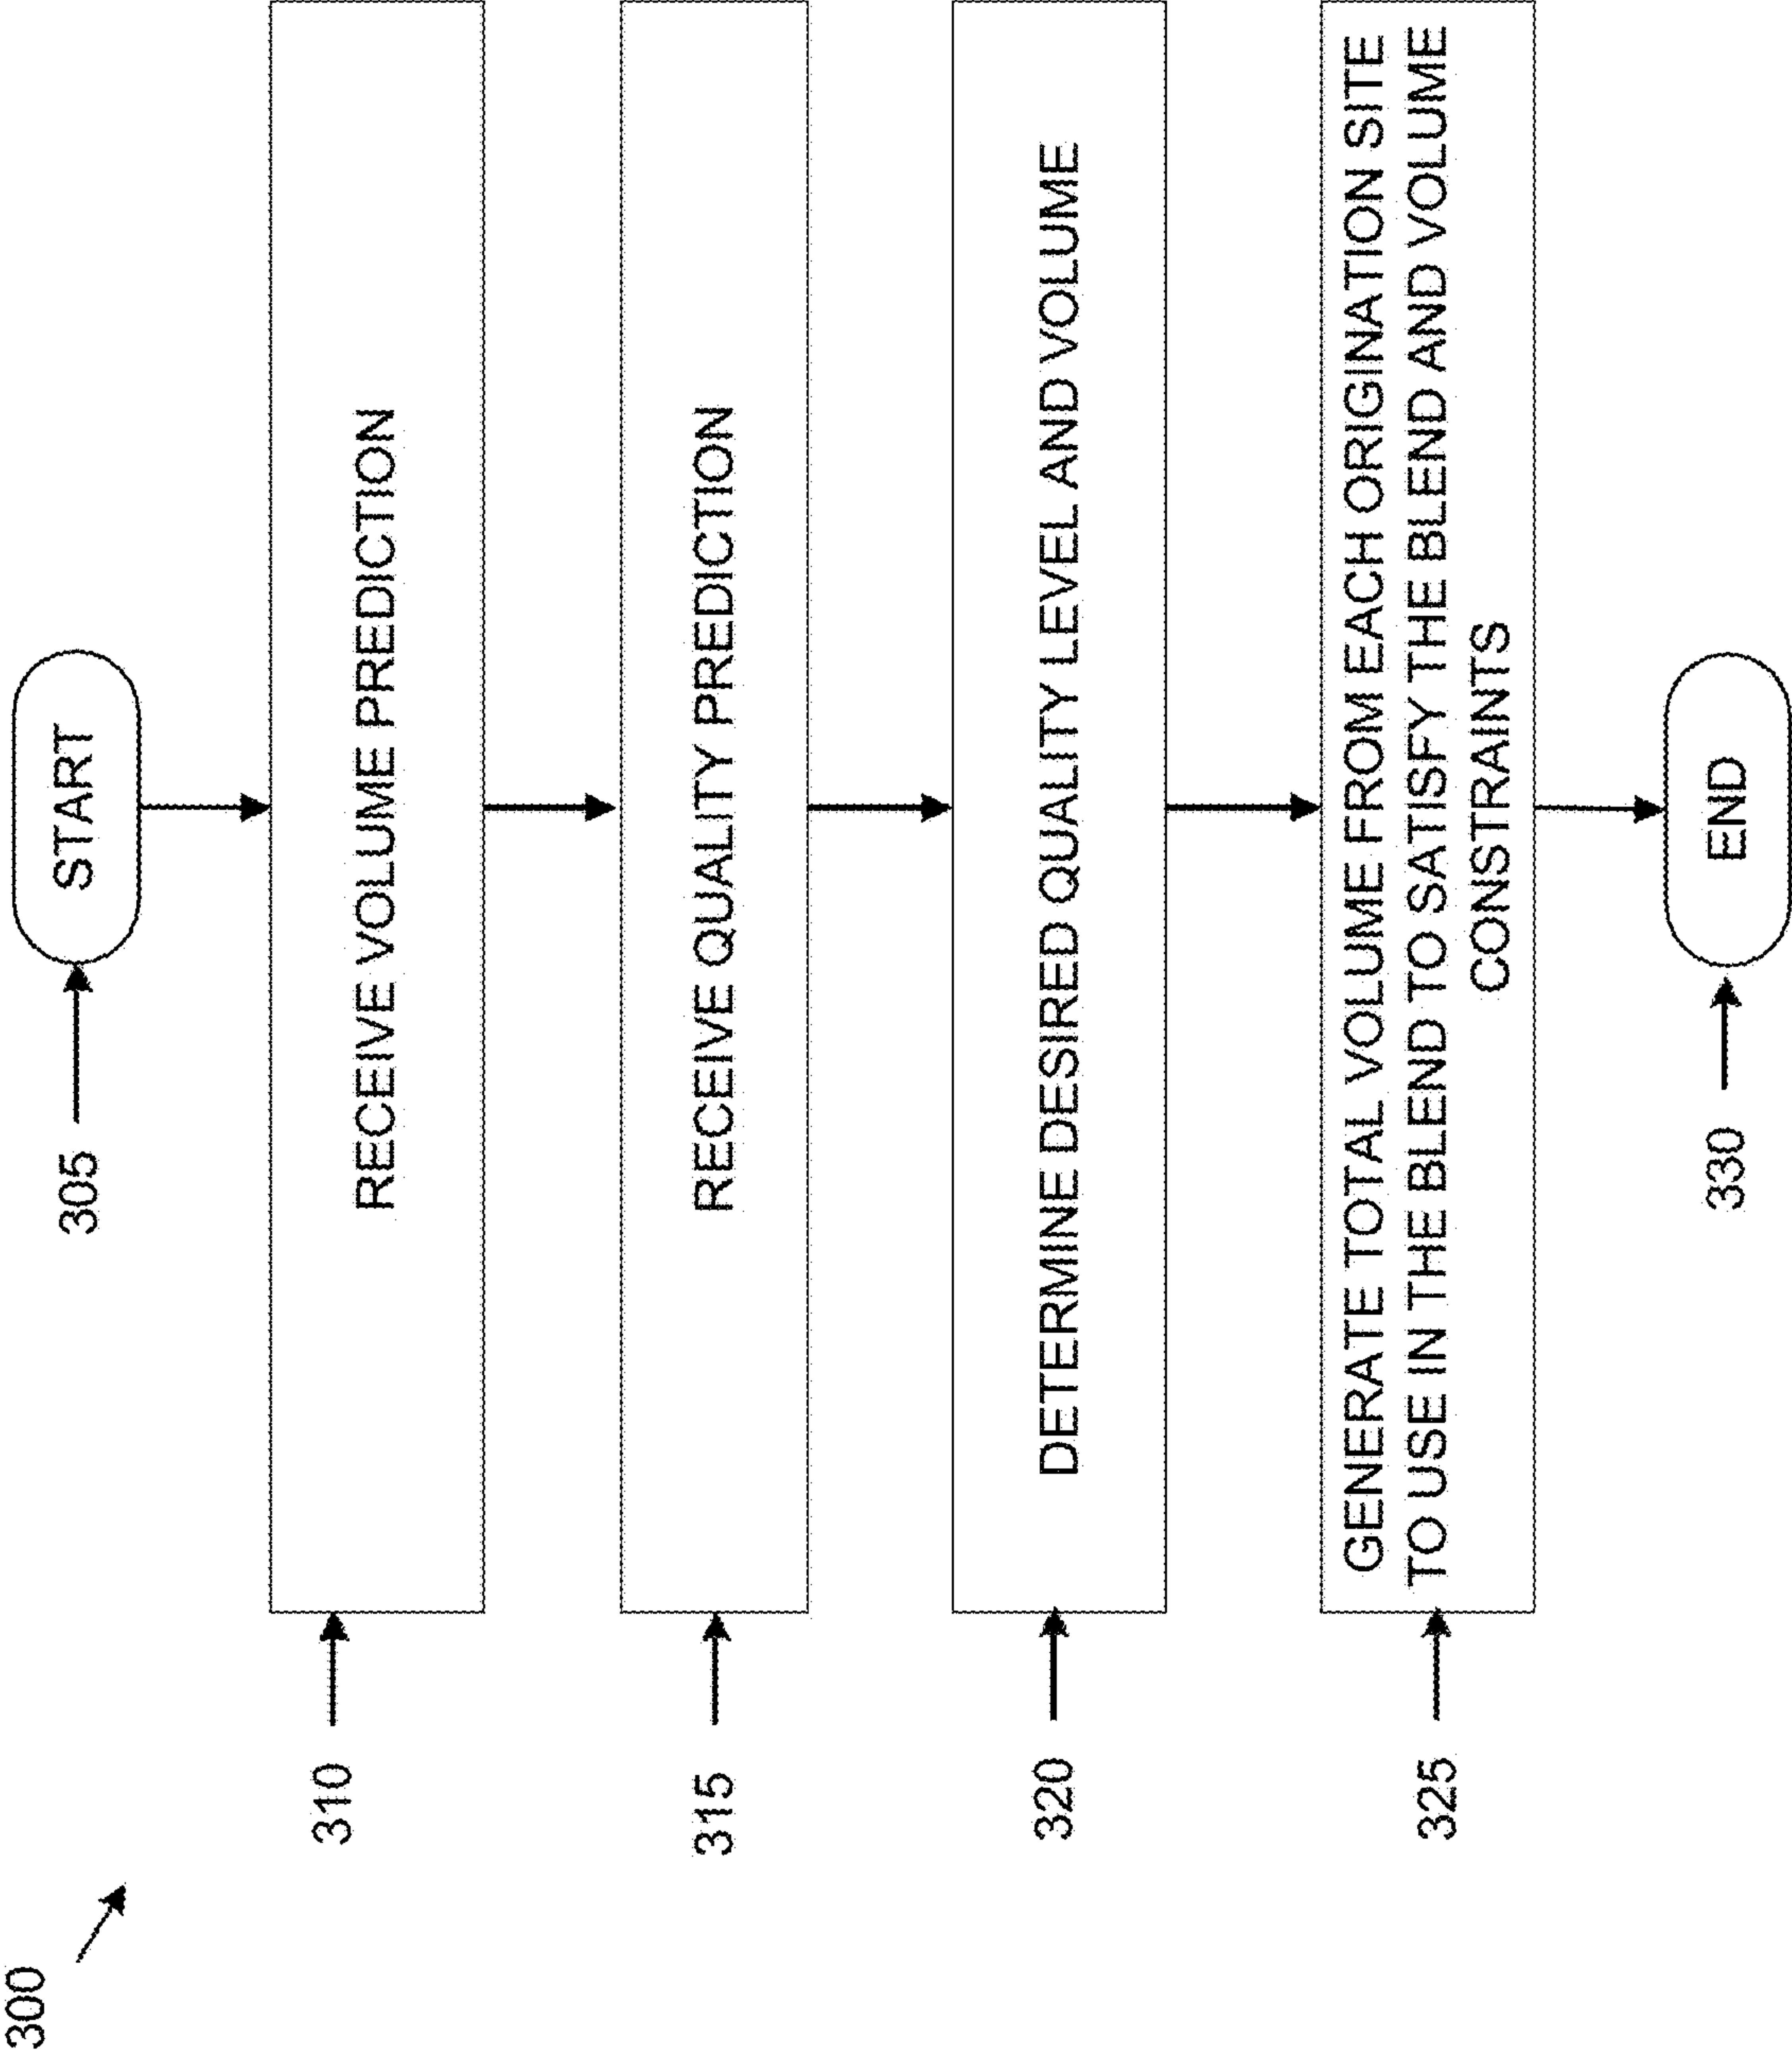 300
305
START
310
RECEIVE VOLUME PREDICTION
315
RECEIVE QUALITY PREDICTION
320
DETERMINE DESIRED QUALITY LEVEL AND VOLUME
325
GENERATE TOTAL VOLUME FROM EACH ORIGINATION SITE
TO USE IN THE BLEND TO SATISFY THE BLEND AND VOLUME
CONSTRAINTS
330
END